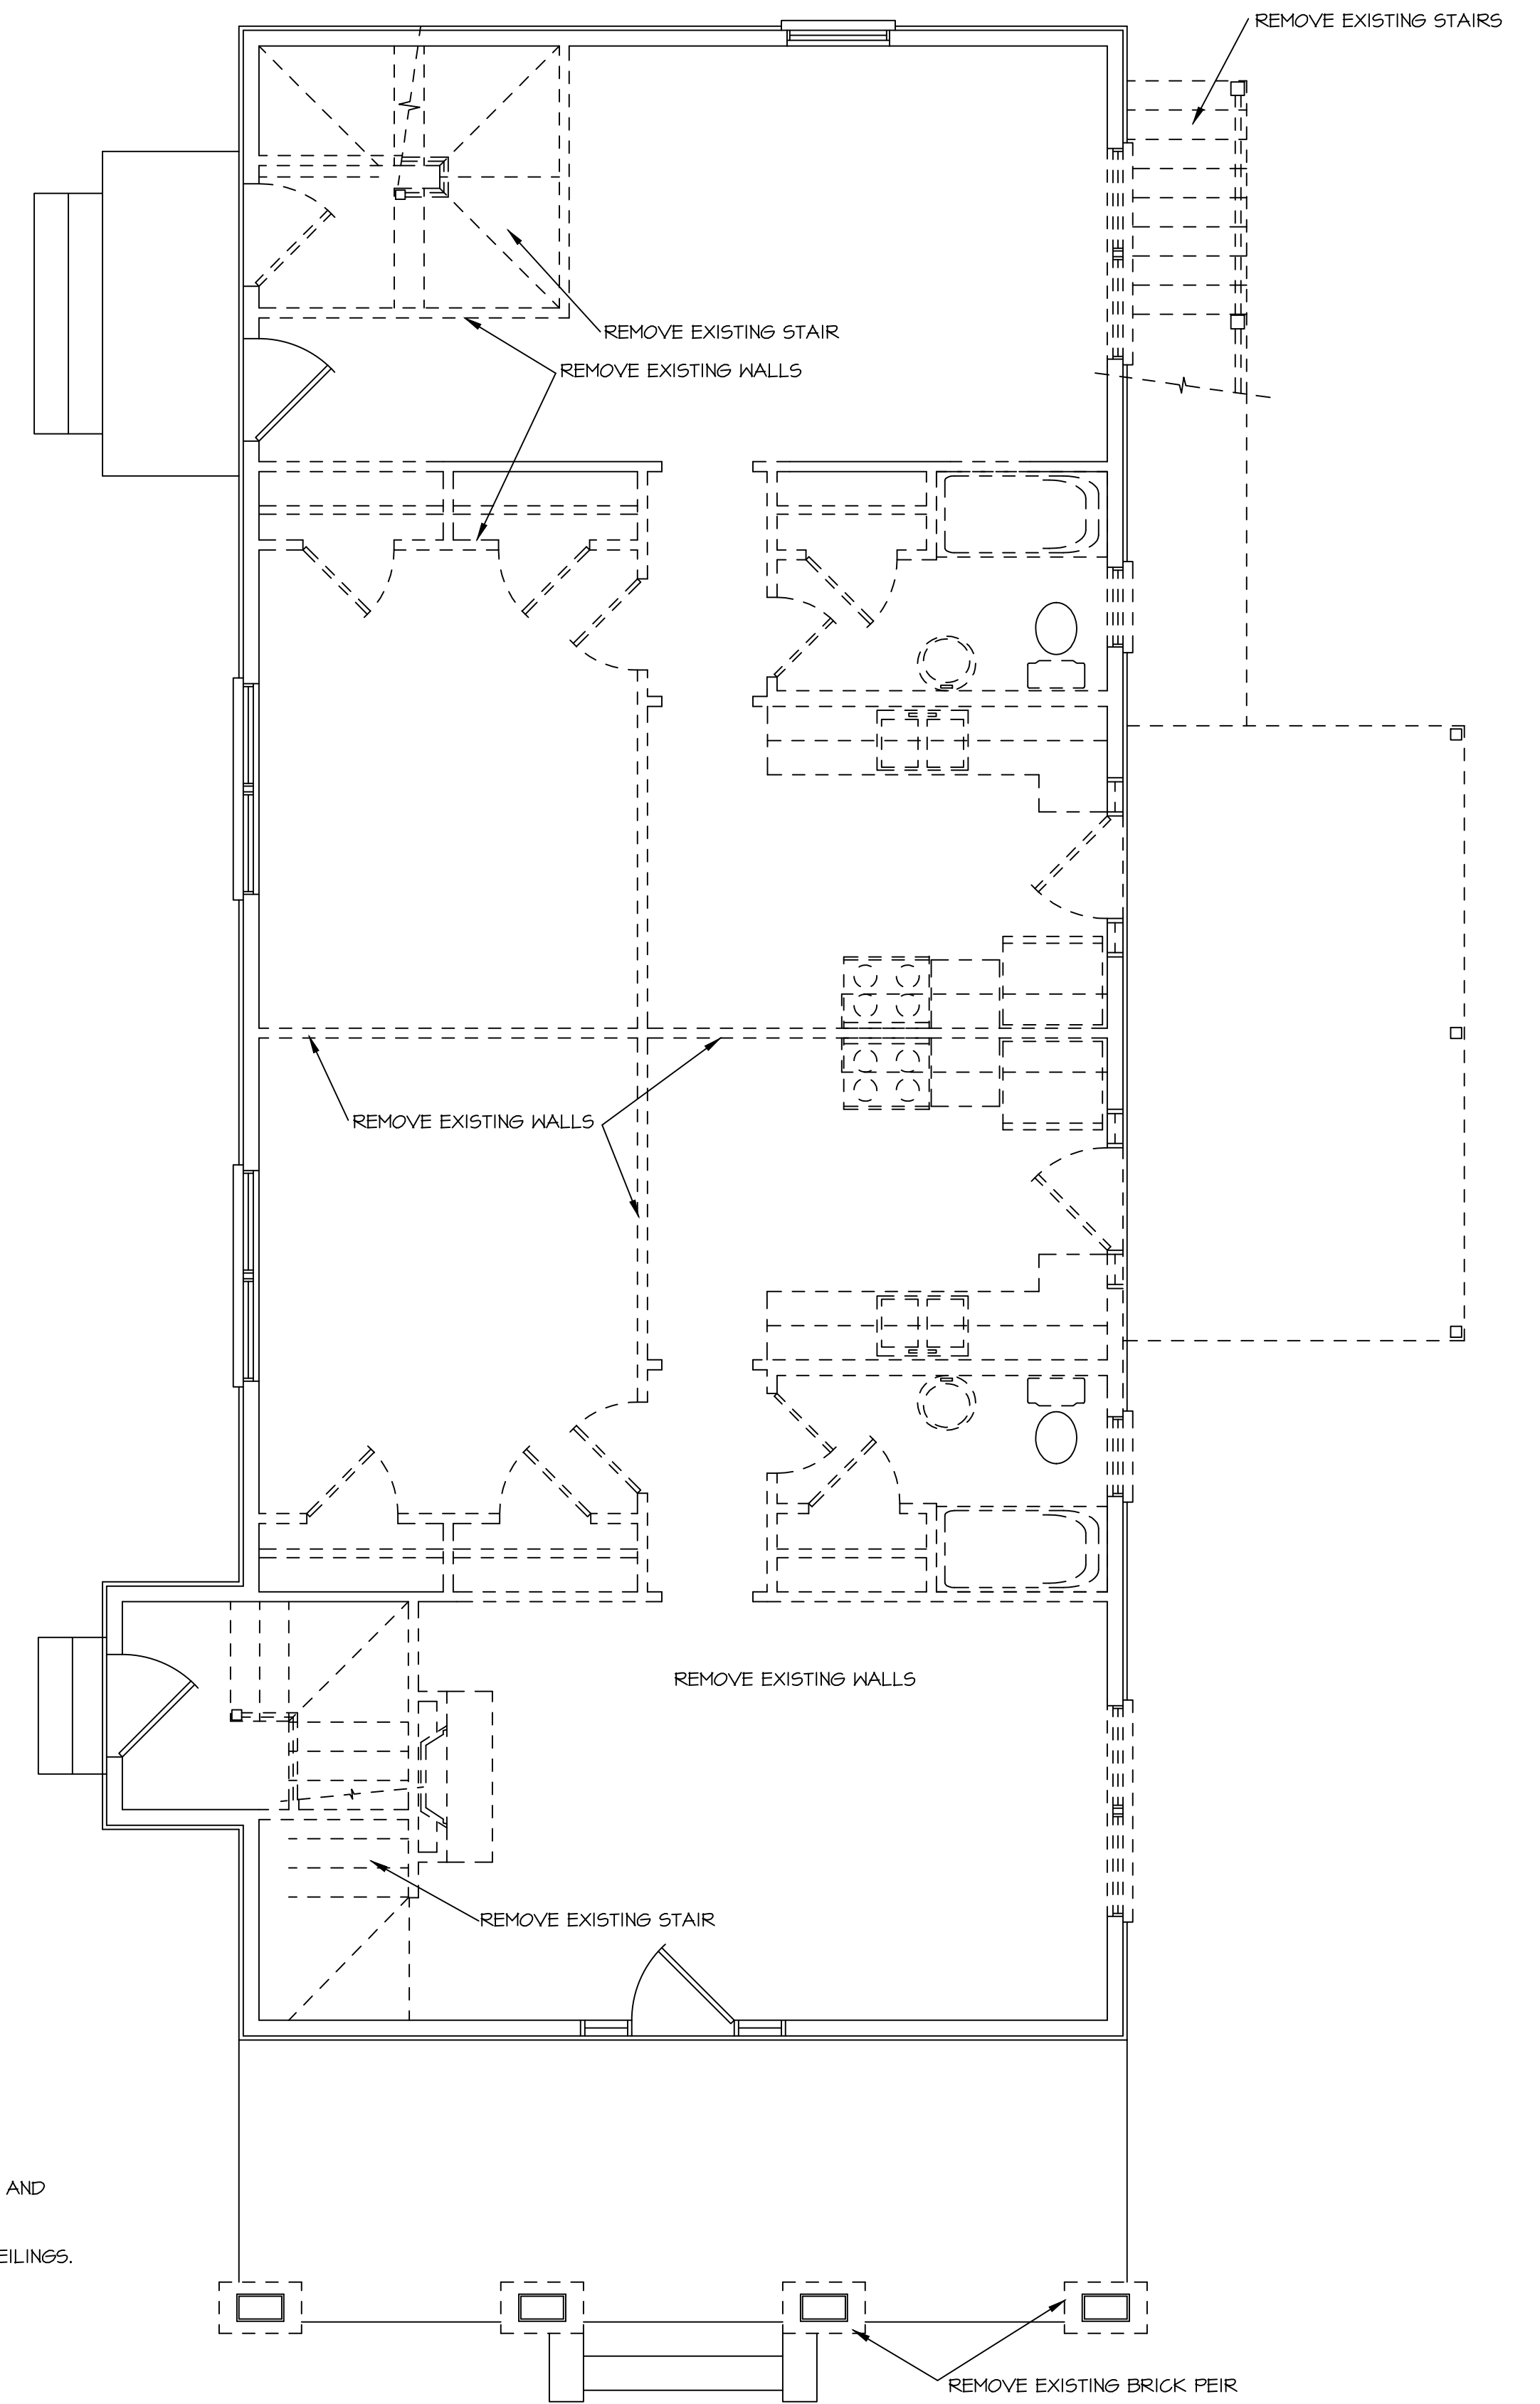 REMOVE EXISTING STAIRS
REMOVE EXISTING STAIR
REMOVE EXISTING WALLS
REMOVE EXISTING WALLS
REMOVE EXISTING WALLS
REMOVE EXISTING STAIR
AND
EILINGS.
REMOVE EXISTING BRICK PEIR